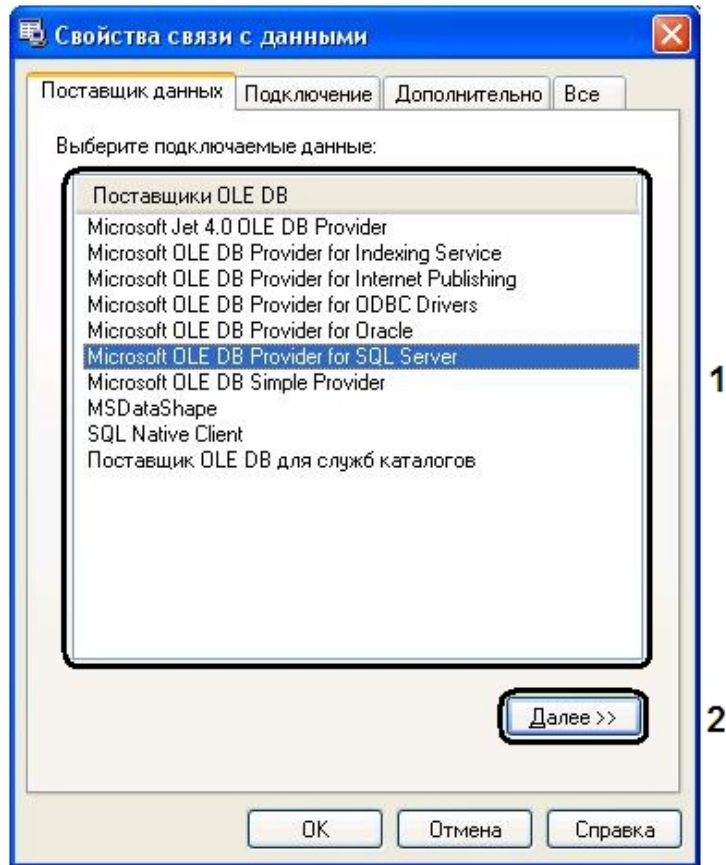 Свойства связи с данными
Поставщик данных Подключение Дополнительно Все
Выберите подключаемые данные:
Поставщики OLE DB
Microsoft Jet 4.0 OLE DB Provider
Microsoft OLE DB Provider for Indexing Service
Microsoft OLE DB Provider for Internet Publishing
Microsoft OLE DB Provider for ODBC Drivers
Microsoft OLE DB Provider for Oracle
Microsoft OLE DB Provider for SQL Server
1
Microsoft OLE DB Simple Provider
MSDataShape
SQL Native Client
Поставщик OLE DB для служб каталогов
Далее >>
2
OK Отмена Справка